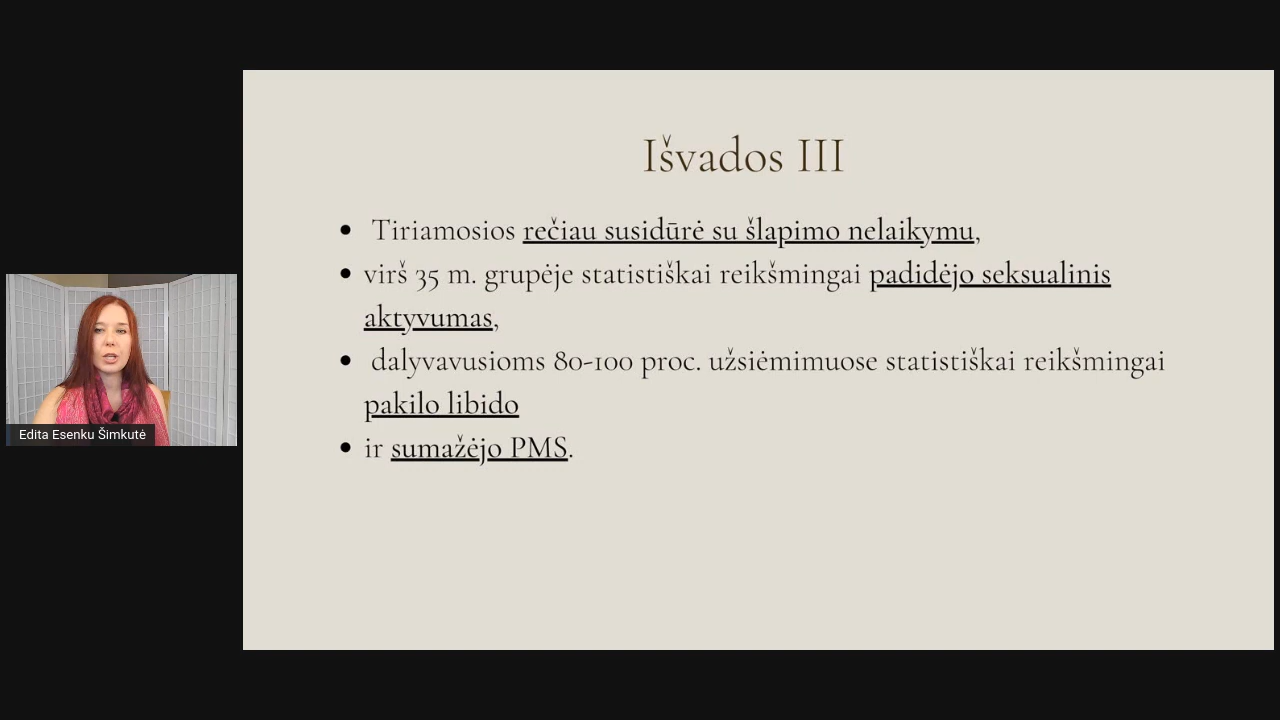 Išvados III
• Tiriamosios rečiau susidūrė su šlapimo nelaikymu,
• virš 35 m. grupėje statistiškai reikšmingai padidėjo seksualinis
aktyvumas,
• dalyvavusioms 80-100 proc. užsiėmimuose statistiškai reikšmingai
pakilo libido
• ir sumažėjo PMS.
Edita Esenku Šimkutė